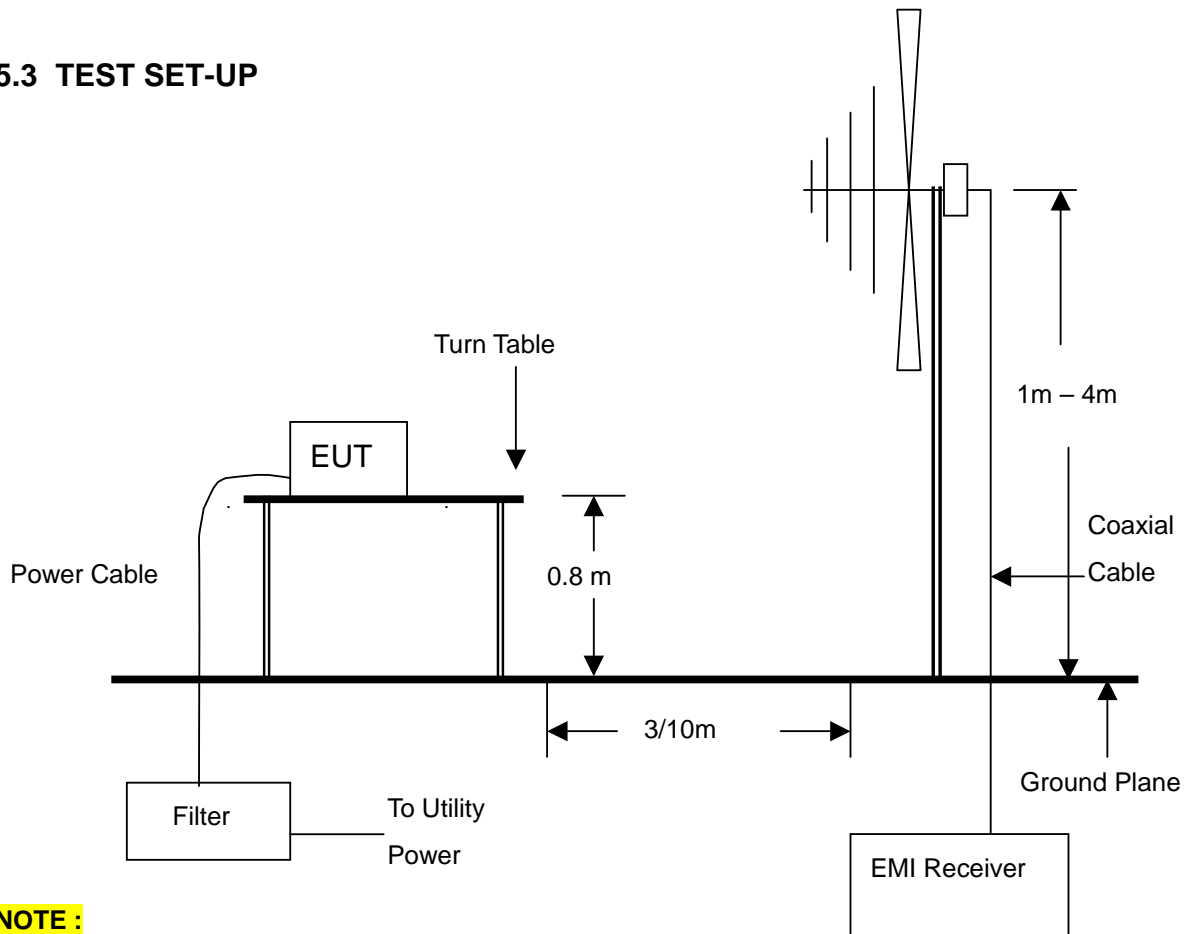 5.3 TEST SET-UP
Turn Table
1m – 4m
EUT
Coaxial
Cable
Power Cable
0.8 m
3/10m
Ground Plane
Filter
To Utility
Power
EMI Receiver
NOTE :